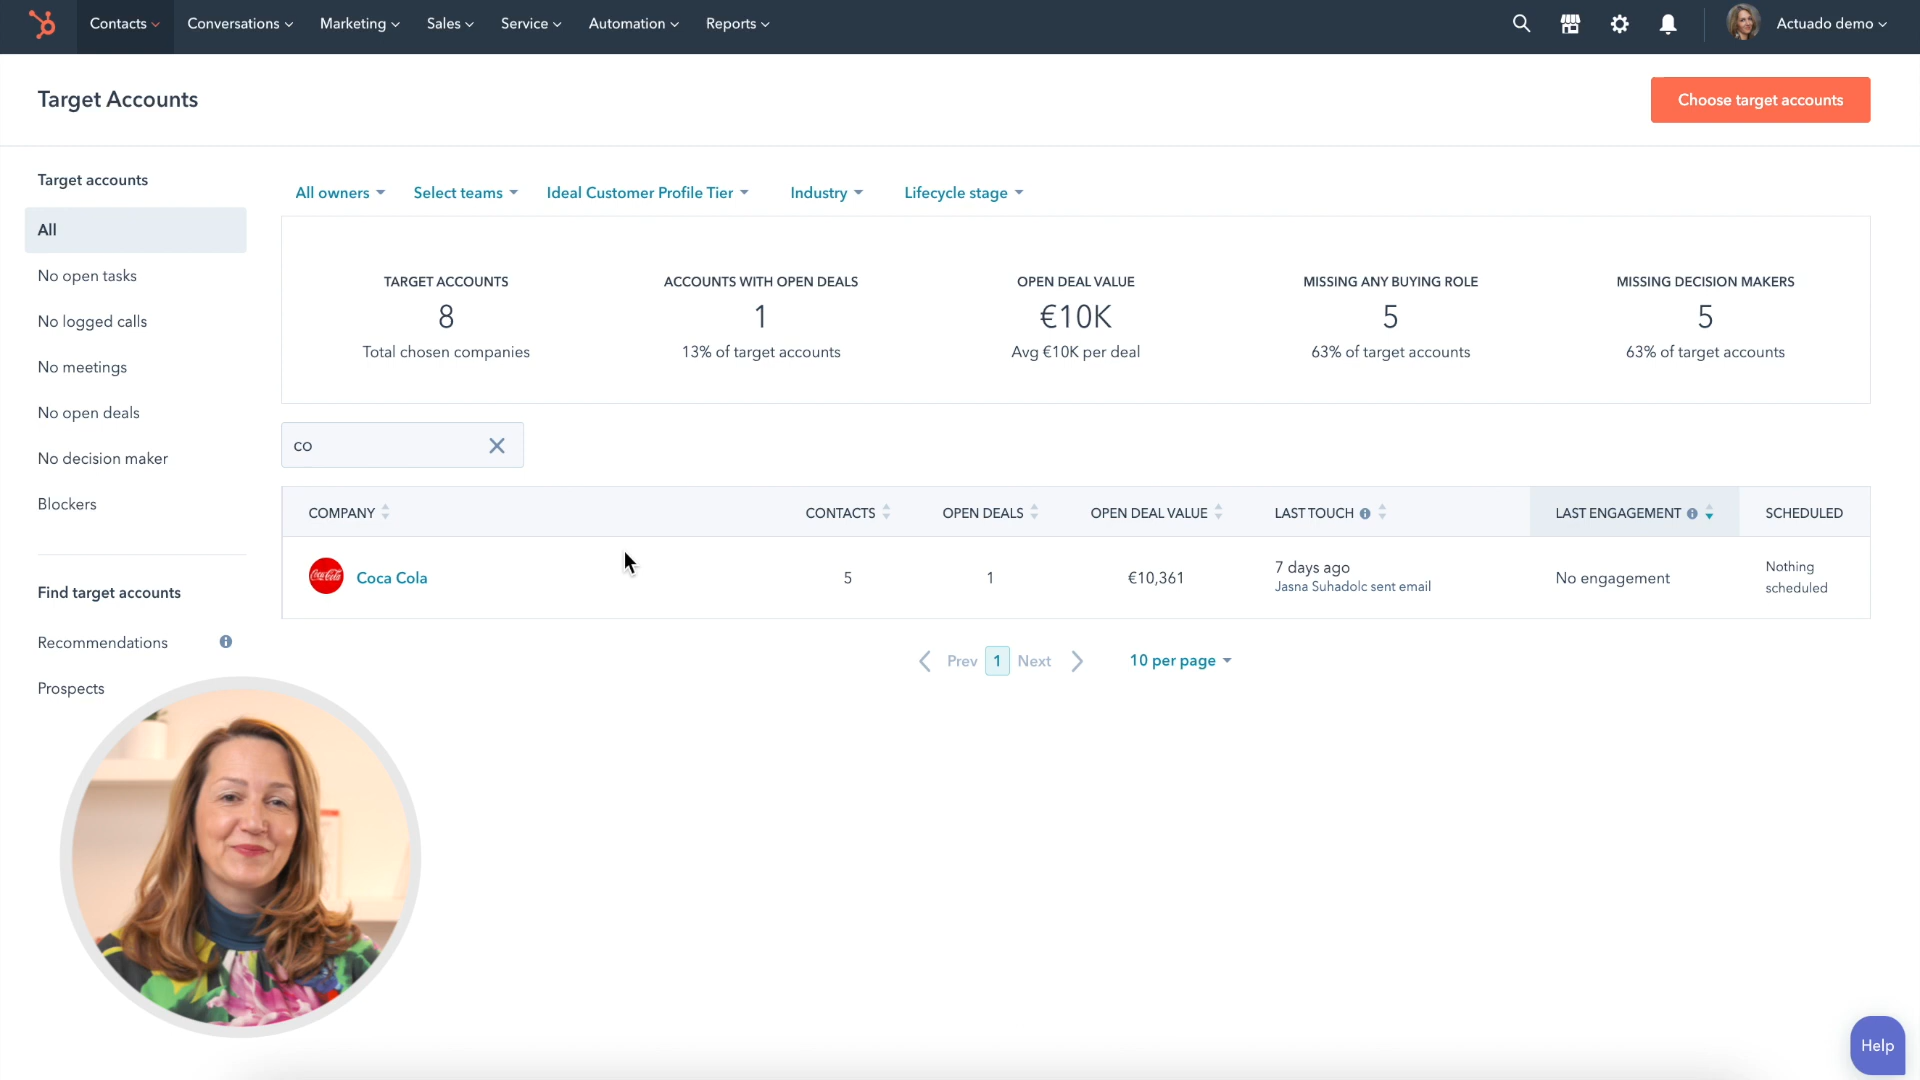 Contacts Conversations Marketing Sales Service Automation Reports Actuado demo
Target Accounts
Choose target accounts
Target accounts
All
No open tasks
No logged calls
No meetings
No open deals
No decision maker
Blockers
Find target accounts
Recommendations
Prospects
All owners Select teams Ideal Customer Profile Tier Industry Lifecycle stage
TARGET ACCOUNTS
8
Total chosen companies
ACCOUNTS WITH OPEN DEALS
1
13% of target accounts
OPEN DEAL VALUE
€10K
Avg €10K per deal
MISSING ANY BUYING ROLE
5
63% of target accounts
MISSING DECISION MAKERS
5
63% of target accounts
co
COMPANY CONTACTS OPEN DEALS OPEN DEAL VALUE LAST TOUCH LAST ENGAGEMENT SCHEDULED
Coca-Cola
Coca Cola 5 1 €10,361
7 days ago
Jasna Suhadolc sent email
No engagement
Nothing
scheduled
Prev 1 Next 10 per page
Help